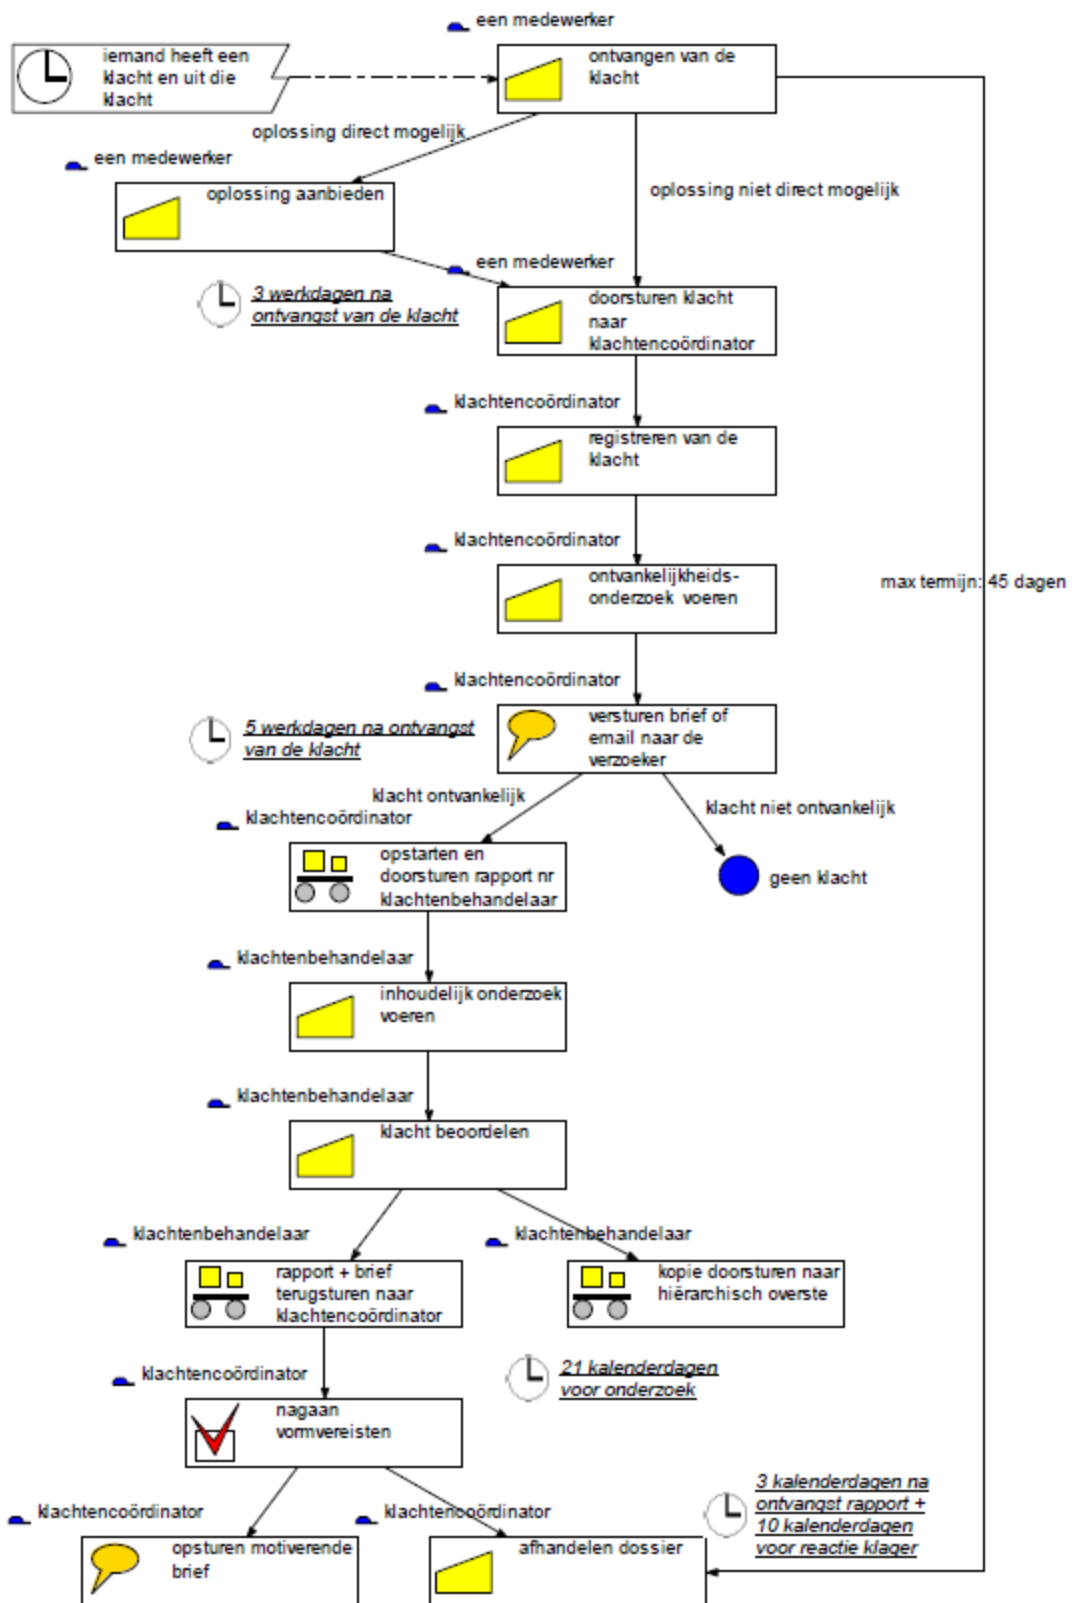 een medewerker
iemand heeft een
klacht en uit die
klacht
ontvangen van de
klacht
oplossing direct mogelijk
een medewerker
oplossing aanbieden
oplossing niet direct mogelijk
een medewerker
3 werkdagen na
ontvangst van de klacht
doorsturen klacht
naar
klachtencoördinator
klachtencoördinator
registreren van de
klacht
klachtencoördinator
ontvankelijkheids-
onderzoek voeren
max termijn: 45 dagen
klachtencoördinator
5 werkdagen na ontvangst
van de klacht
versturen brief of
email naar de
verzoeker
klacht ontvankelijk
klacht niet ontvankelijk
klachtencoördinator
opstarten en
doorsturen rapport nr
klachtenbehandelaar
geen klacht
klachtenbehandelaar
inhoudelijk onderzoek
voeren
klachtenbehandelaar
klacht beoordelen
klachtenbehandelaar
klachtenbehandelaar
rapport + brief
terugsturen naar
klachtencoördinator
kopie doorsturen naar
hiërarchisch overste
klachtencoördinator
21 kalenderdagen
voor onderzoek
nagaan
vormvereisten
3 kalenderdagen na
ontvangst rapport +
10 kalenderdagen
voor reactie klager
klachtencoördinator
klachtencoördinator
opsturen motiverende
brief
afhandelen dossier